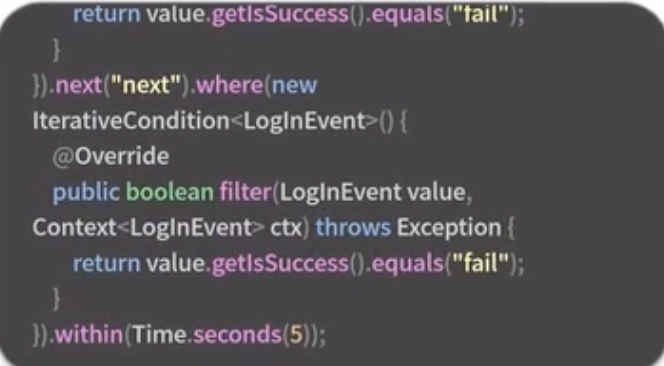 return value.getIsSuccess().equals("fail");
}
}).next("next").where(new
IterativeCondition<LogInEvent>() {
@Override
public boolean filter(LogInEvent value,
Context<LogInEvent> ctx) throws Exception {
return value.getIsSuccess().equals("fail");
}
}).within(Time.seconds(5));